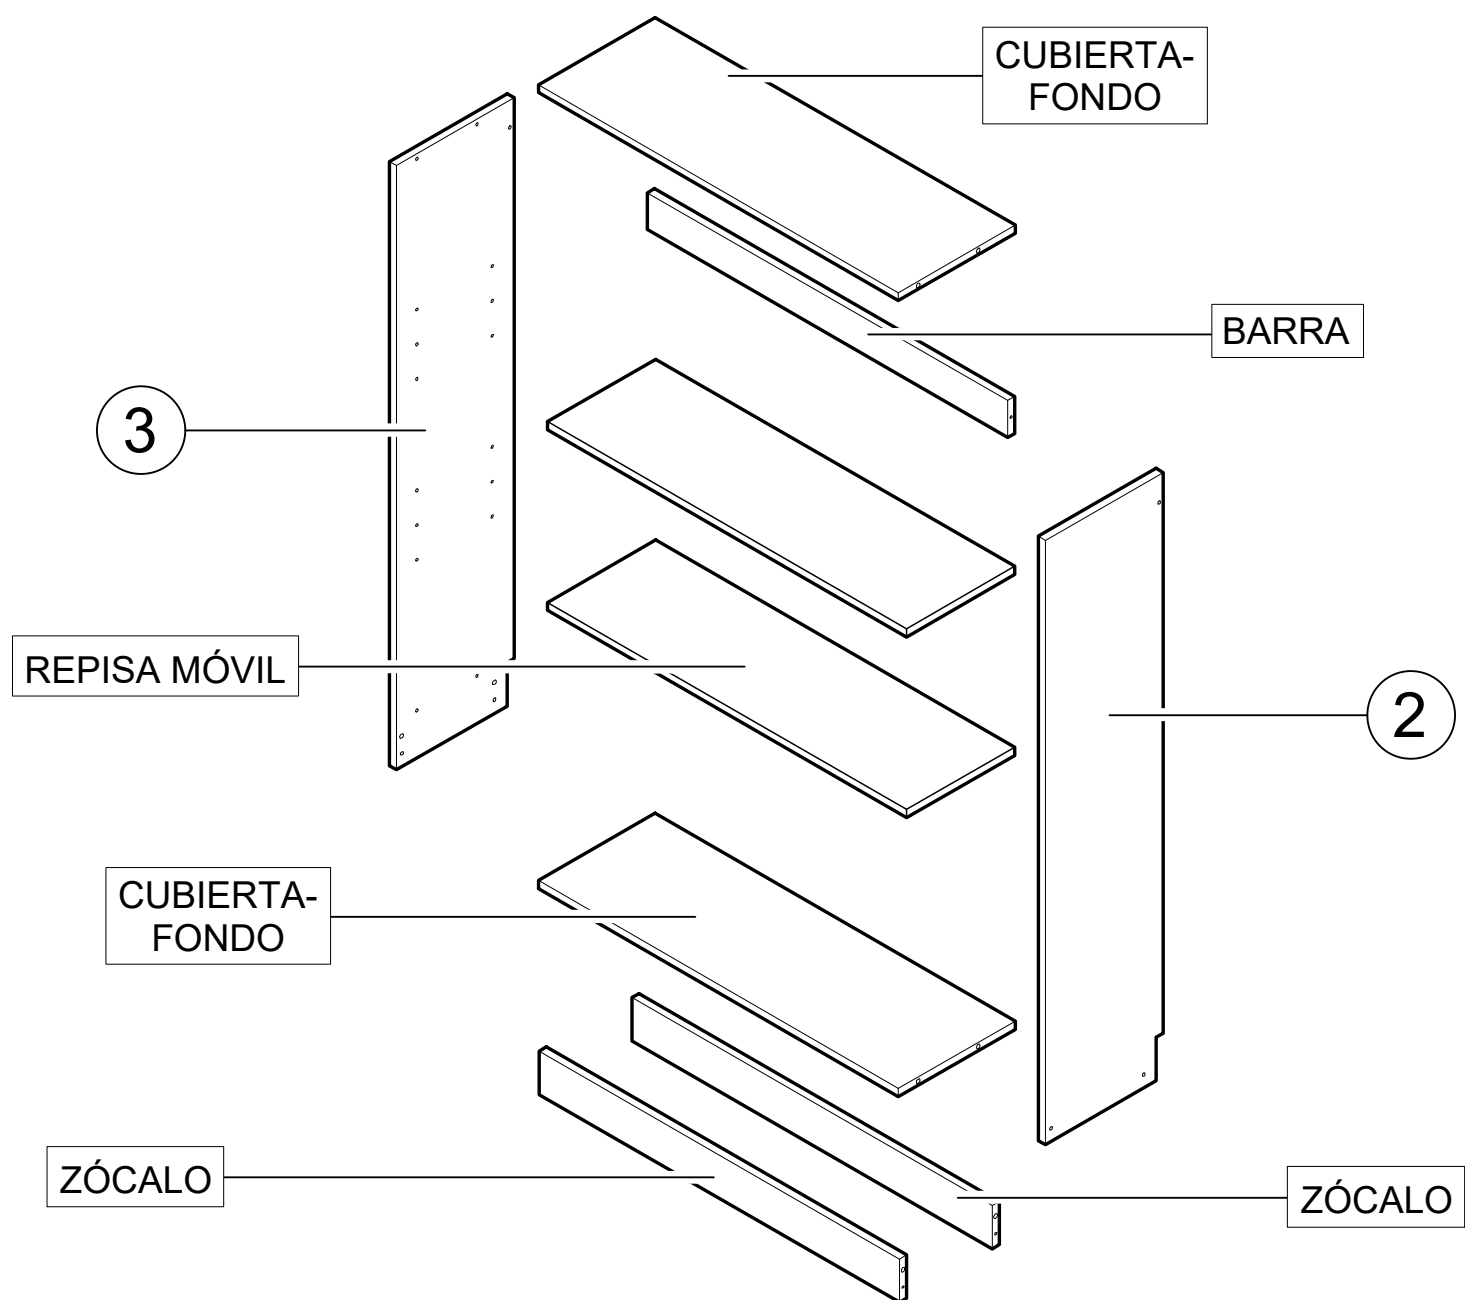 CUBIERTA-
FONDO
BARRA
3
REPISA MÓVIL
2
CUBIERTA-
FONDO
ZÓCALO
ZÓCALO